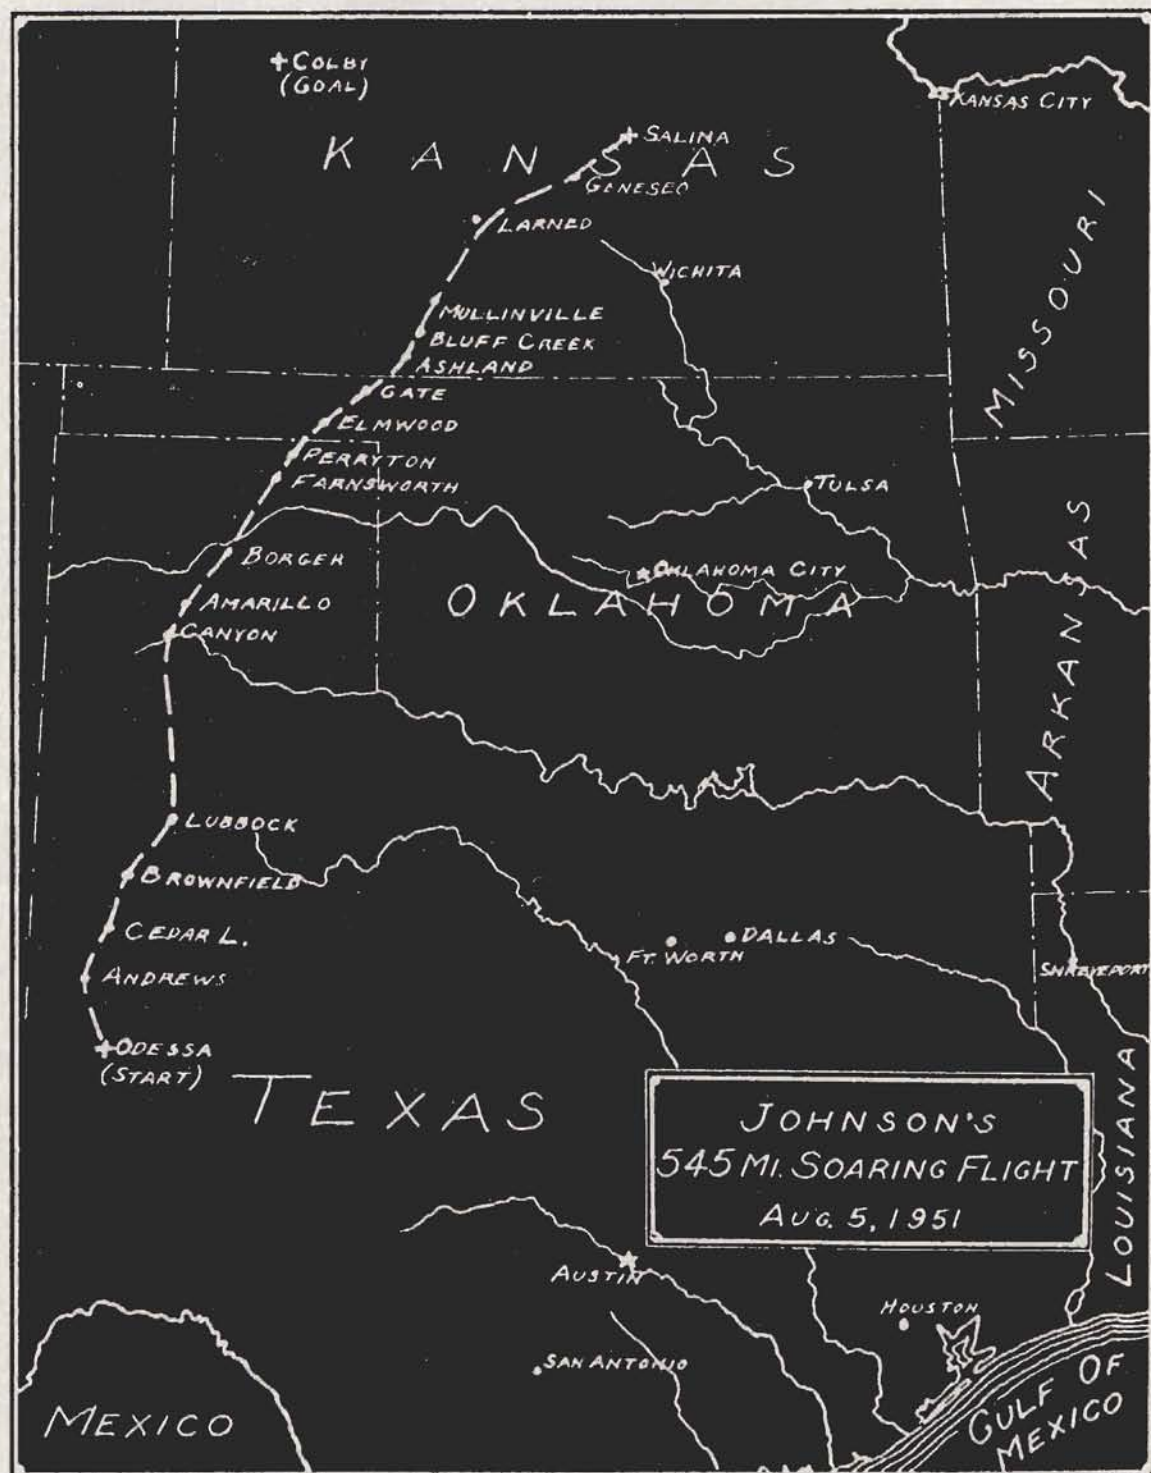 COLBY
(GOAL)
KANSAS CITY
SALINA
KANSAS
GENESEO
LARNED
WICHITA
MISSOURI
MULLINVILLE
BLUFF CREEK
ASHLAND
GATE
ELMWOOD
PERRYTON
FARNSWORTH
TULSA
BORGER
OKLAHOMA CITY
AMARILLO
OKLAHOMA
CANYON
ARKANSAS
LUBBOCK
BROWNFIELD
CEDAR L.
DALLAS
FT. WORTH
SHREVEPORT
ANDREWS
ODESSA
(START)
TEXAS
JOHNSON'S
545 MI. SOARING FLIGHT
AUG. 5, 1951
LOUISIANA
AUSTIN
HOUSTON
SAN ANTONIO
MEXICO
GULF OF
MEXICO